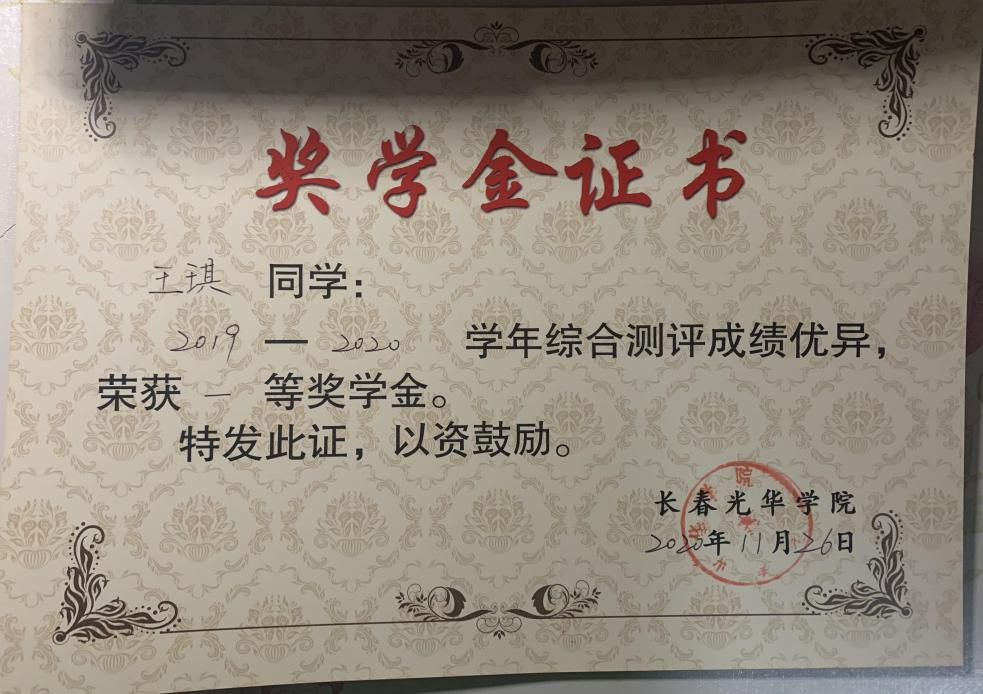 奖学金证书
王琪 同学：
2019 — 2020 学年综合测评成绩优异，
荣获 一 等奖学金。
特发此证，以资鼓励。
长春光华学院
2020年11月26日